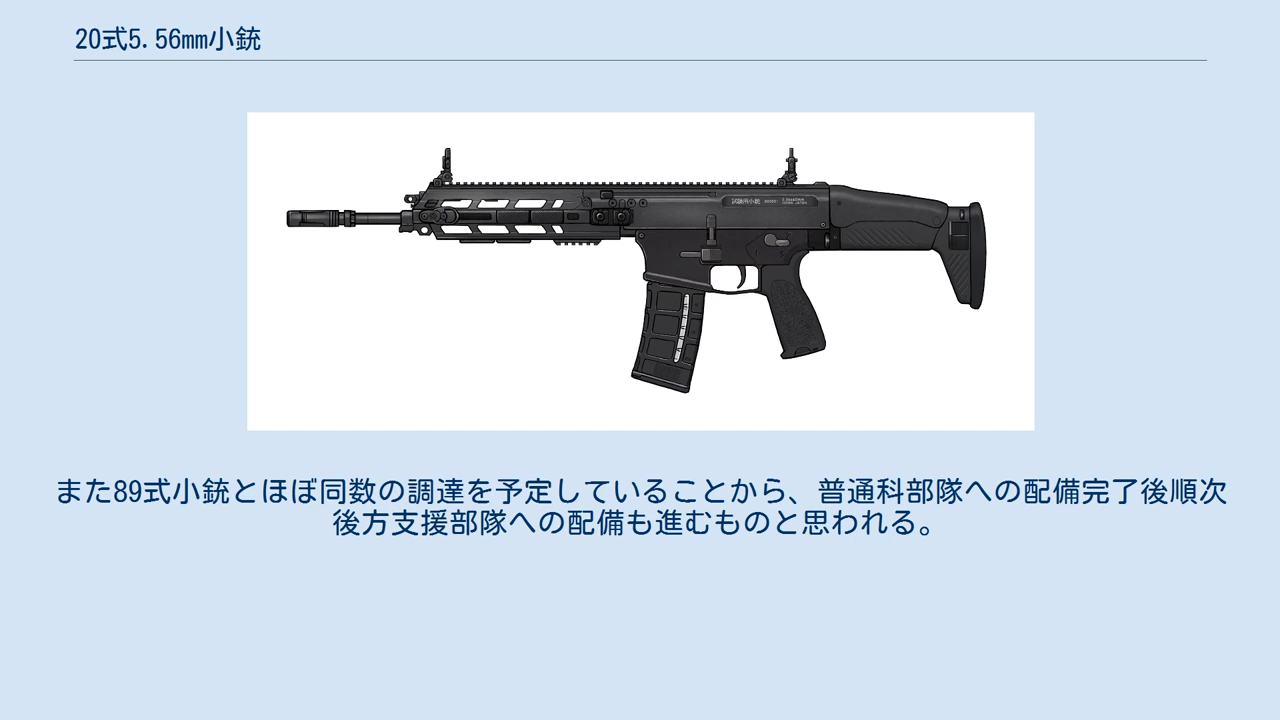 20式5.56mm小銃
また89式小銃とほぼ同数の調達を予定していることから、普通科部隊への配備完了後順次
後方支援部隊への配備も進むものと思われる。